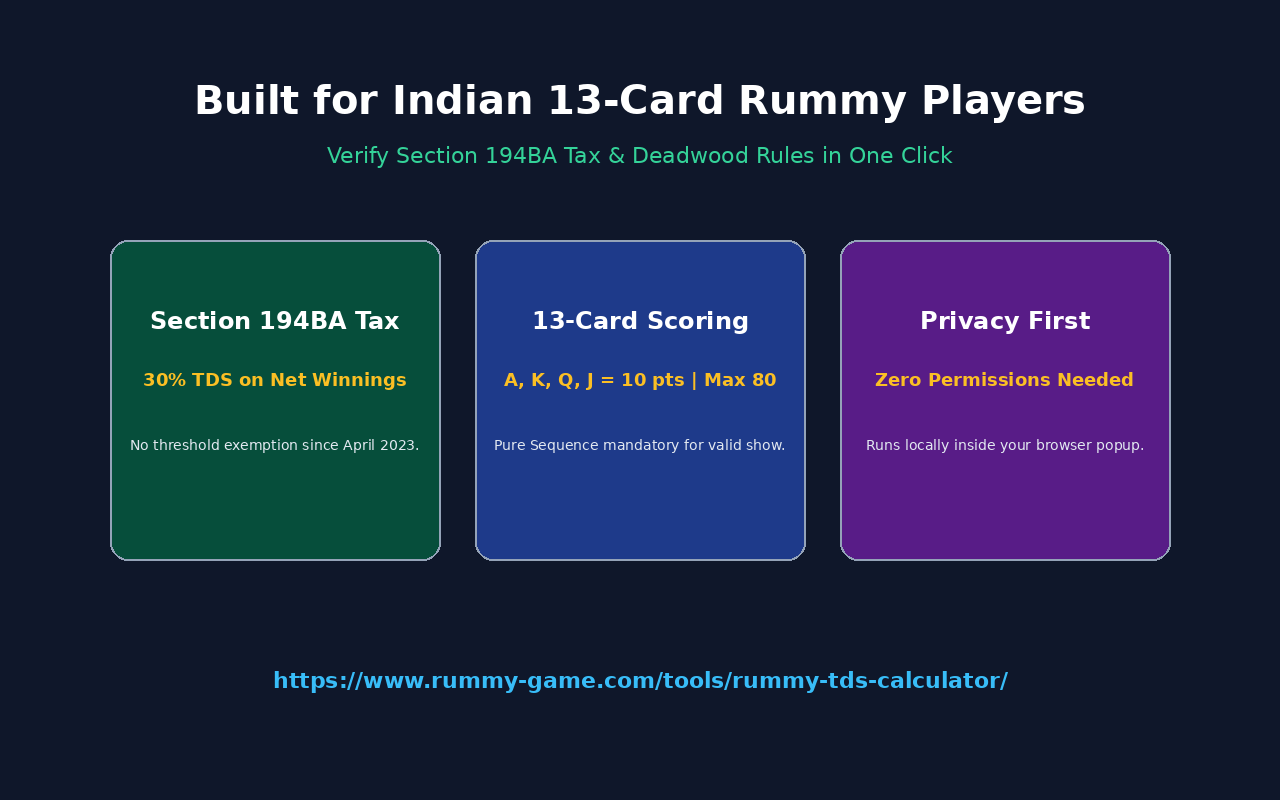 Built for Indian 13-Card Rummy Players
Verify Section 194BA Tax & Deadwood Rules in One Click
Section 194BA Tax
30% TDS on Net Winnings
No threshold exemption since April 2023.
13-Card Scoring
A, K, Q, J = 10 pts | Max 80
Pure Sequence mandatory for valid show.
Privacy First
Zero Permissions Needed
Runs locally inside your browser popup.
https://www.rummy-game.com/tools/rummy-tds-calculator/